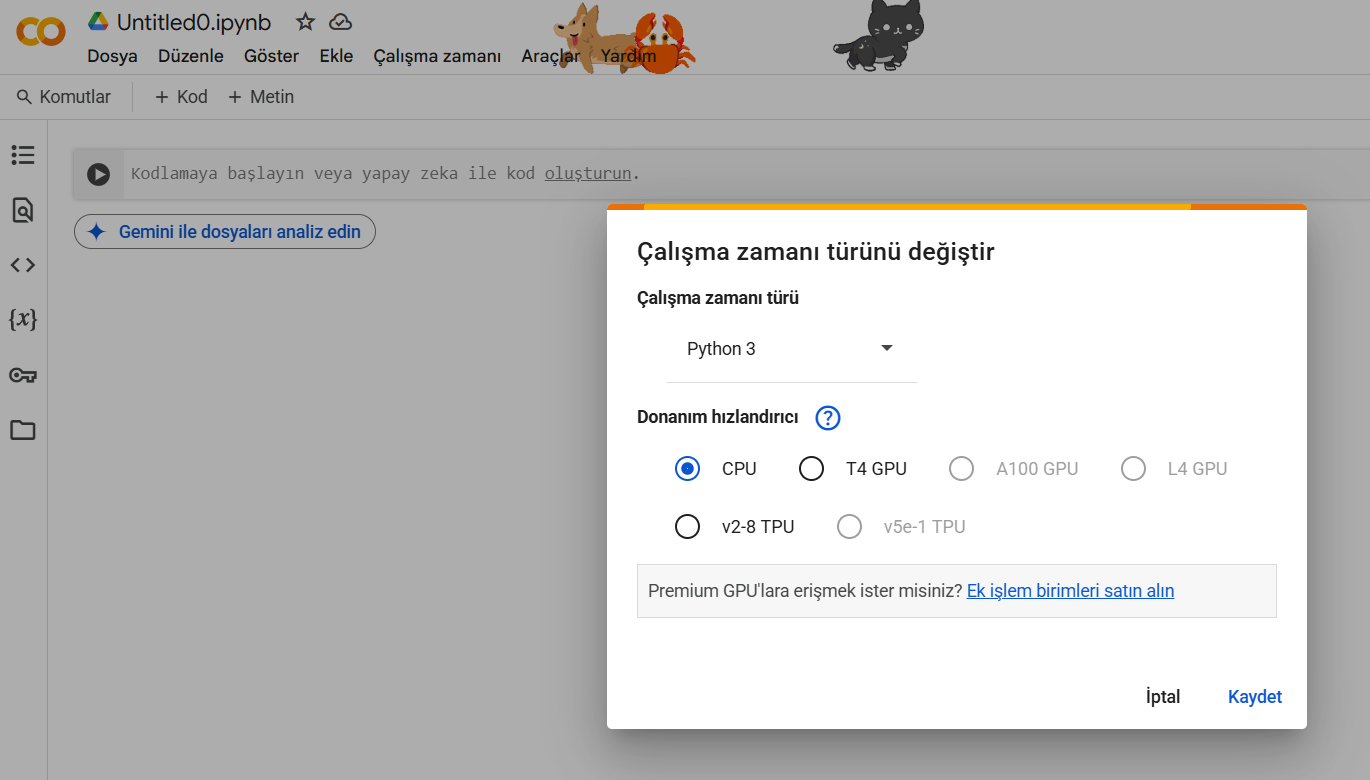 Untitled0.ipynb
Dosya Düzenle Göster Ekle Çalışma zamanı Araçlar Yardım
Komutlar + Kod + Metin
Kodlamaya başlayın veya yapay zeka ile kod oluşturun.
Gemini ile dosyaları analiz edin
Çalışma zamanı türünü değiştir
Çalışma zamanı türü
Python 3
Donanım hızlandırıcı ?
CPU T4 GPU A100 GPU L4 GPU
v2-8 TPU v5e-1 TPU
Premium GPU'lara erişmek ister misiniz? Ek işlem birimleri satın alın
İptal Kaydet